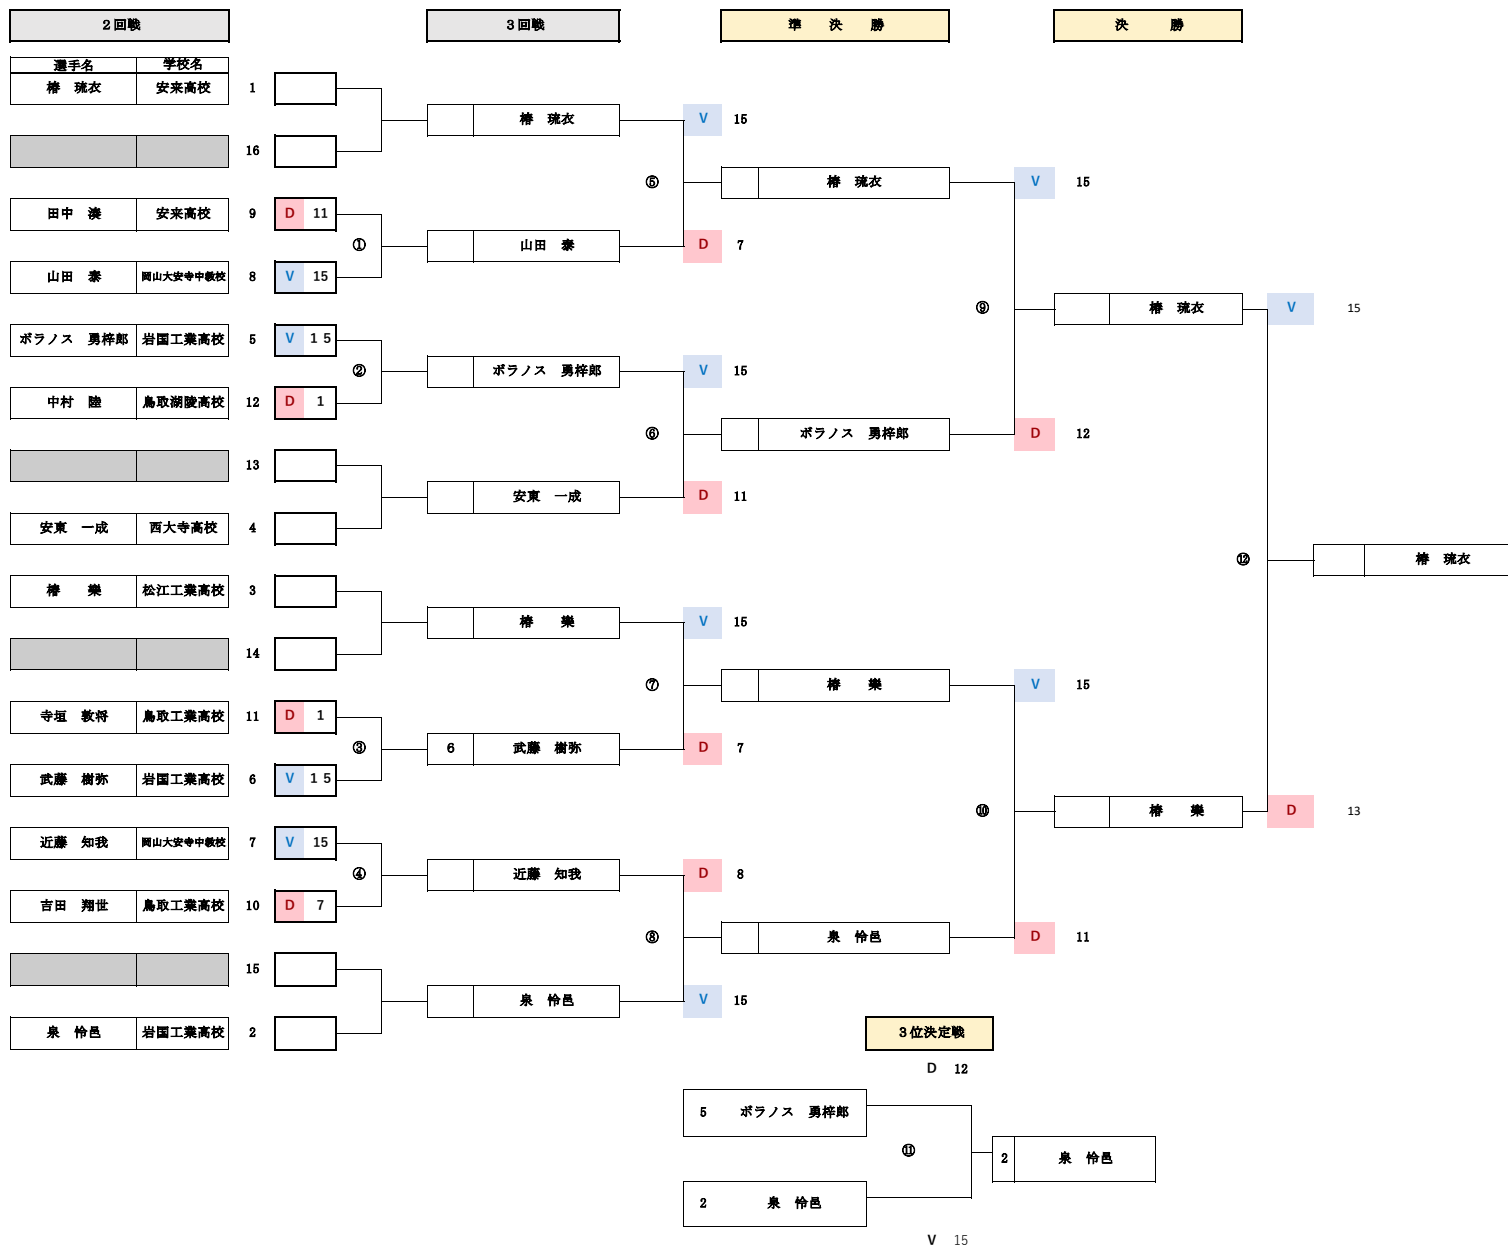 2回戦 3回戦 準 決 勝 決 勝
選手名 学校名
椿 琉衣 安来高校 1
椿 琉衣 V 15
16
⑤ 椿 琉衣 V 15
田中 湊 安来高校 9 D 11
① 山田 泰 D 7
山田 泰 岡山大安寺中教校 8 V 15
⑨ 椿 琉衣 V 15
ボラノス 勇梓郎 岩国工業高校 5 V 15
② ボラノス 勇梓郎 V 15
中村 陸 鳥取湖陵高校 12 D 1
⑥ ボラノス 勇梓郎 D 12
13
安東 一成 D 11
安東 一成 西大寺高校 4
⑫ 椿 琉衣
椿 樂 松江工業高校 3
椿 樂 V 15
14
⑦ 椿 樂 V 15
寺垣 敦将 鳥取工業高校 11 D 1
③ 6 武藤 樹弥 D 7
武藤 樹弥 岩国工業高校 6 V 15
⑩ 椿 樂 D 13
近藤 知我 岡山大安寺中教校 7 V 15
④ 近藤 知我 D 8
吉田 翔世 鳥取工業高校 10 D 7
⑧ 泉 怜邑 D 11
15
泉 怜邑 V 15
泉 怜邑 岩国工業高校 2
3位決定戦
D 12
5 ボラノス 勇梓郎
⑪
2 泉 怜邑
2 泉 怜邑
V 15